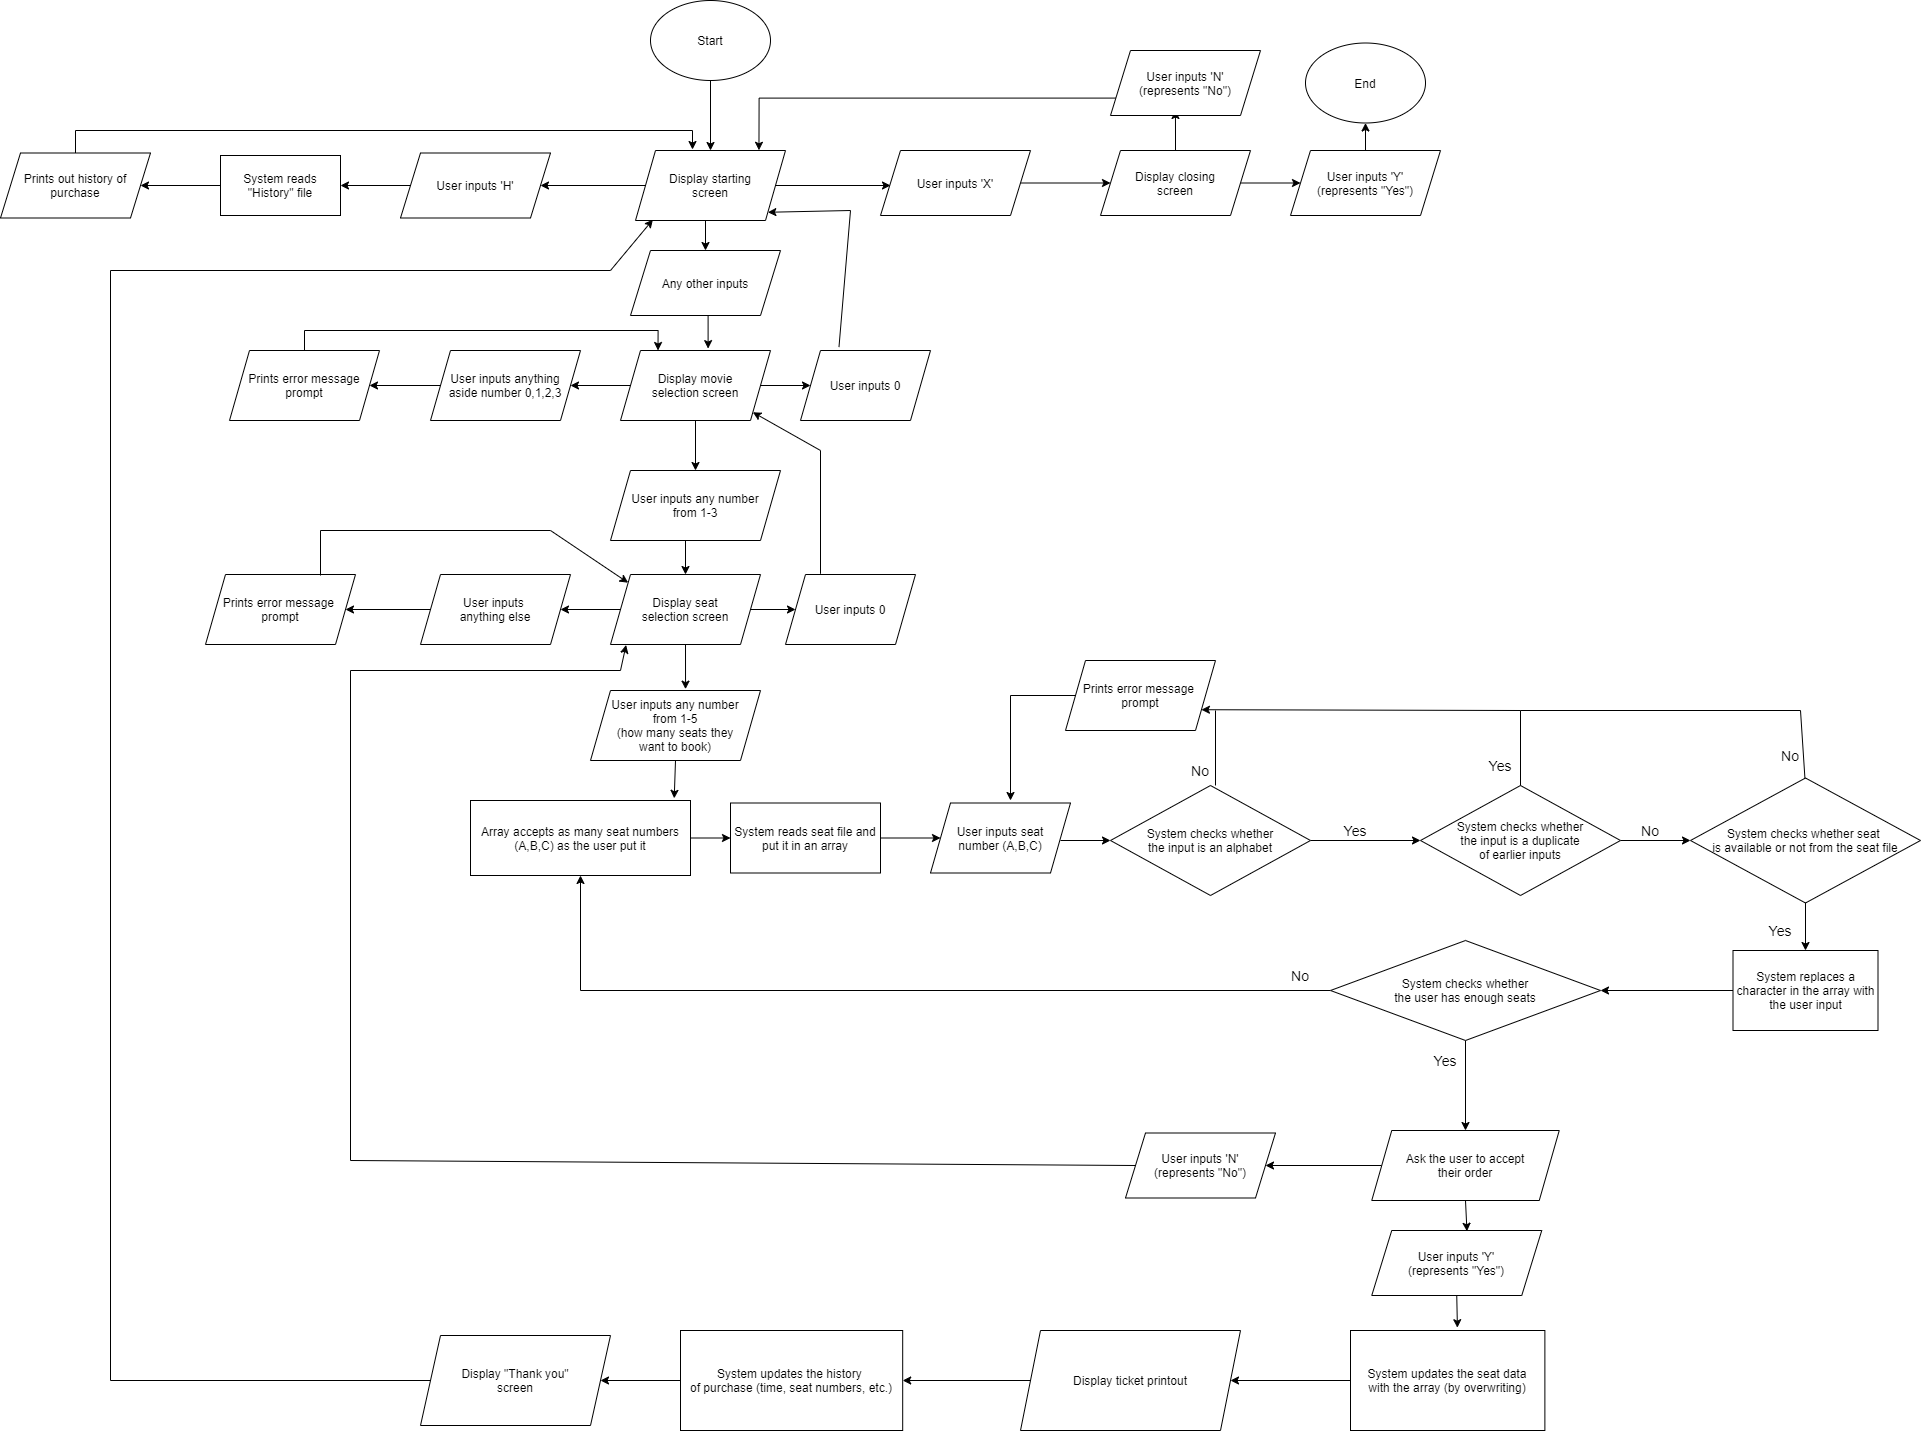 Start
User inputs 'N'
(represents "No")
End
Prints out history of
purchase
System reads
"History" file
User inputs 'H'
Display starting
screen
User inputs 'X'
Display closing
screen
User inputs 'Y'
(represents "Yes")
Any other inputs
Prints error message
prompt
User inputs anything
aside number 0,1,2,3
Display movie
selection screen
User inputs 0
User inputs any number
from 1-3
Prints error message
prompt
User inputs
anything else
Display seat
selection screen
User inputs 0
User inputs any number
from 1-5
(how many seats they
want to book)
Prints error message
prompt
No
Yes
No
Array accepts as many seat numbers
(A,B,C) as the user put it
System reads seat file and
put it in an array
User inputs seat
number (A,B,C)
System checks whether
the input is an alphabet
Yes
System checks whether
the input is a duplicate
of earlier inputs
No
System checks whether seat
is available or not from the seat file
Yes
System replaces a
character in the array with
the user input
System checks whether
the user has enough seats
No
Yes
Ask the user to accept
their order
User inputs 'N'
(represents "No")
User inputs 'Y'
(represents "Yes")
System updates the seat data
with the array (by overwriting)
Display ticket printout
System updates the history
of purchase (time, seat numbers, etc.)
Display "Thank you"
screen